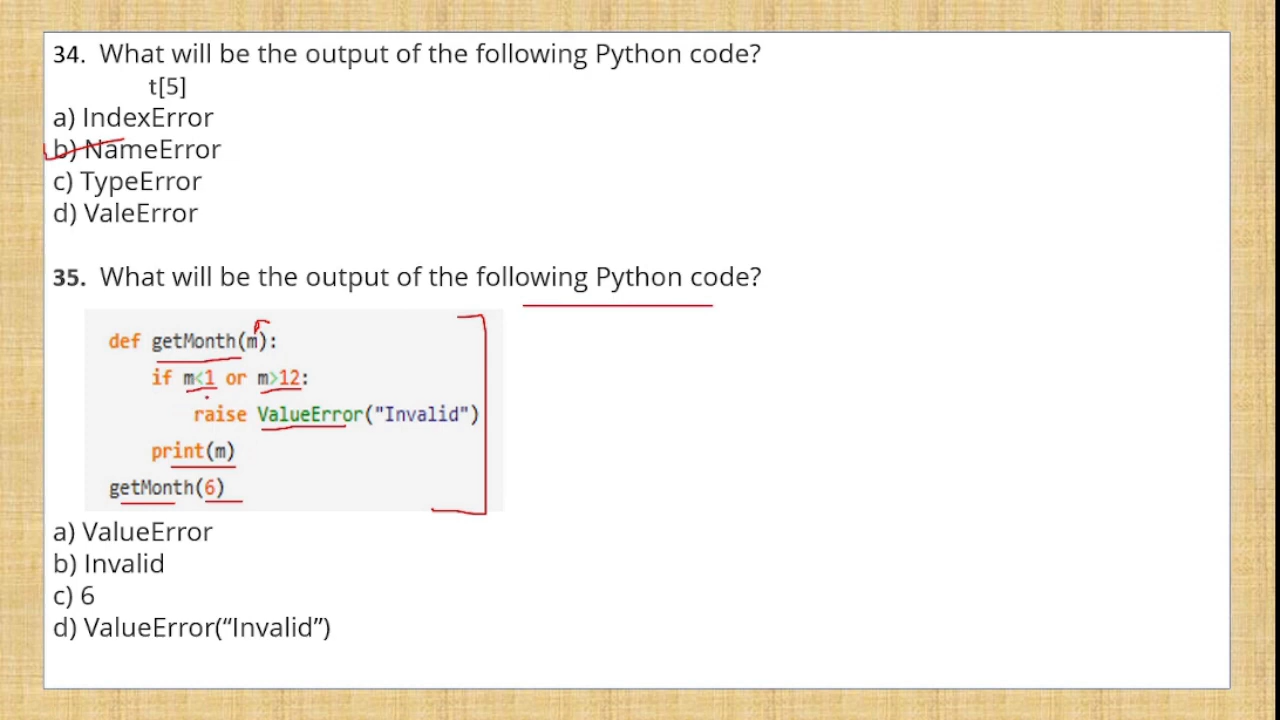 34. What will be the output of the following Python code?
t[5]
a) IndexError
b) NameError
c) TypeError
d) ValeError
35. What will be the output of the following Python code?
def getMonth(m):
if m<1 or m>12:
raise ValueError("Invalid")
print(m)
getMonth(6)
a) ValueError
b) Invalid
c) 6
d) ValueError(“Invalid”)